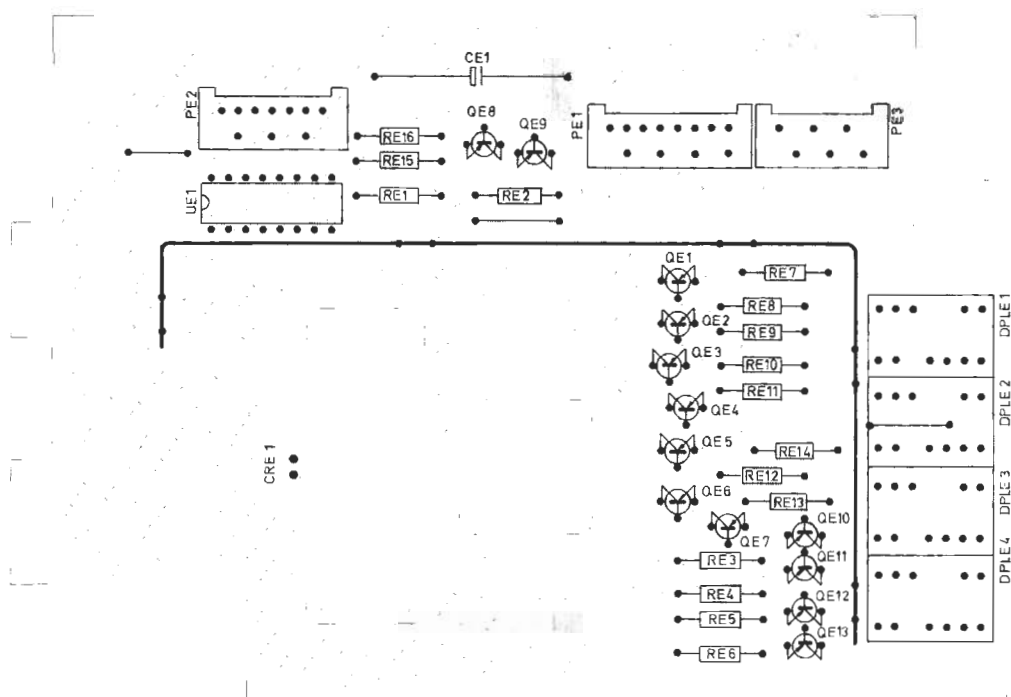 CE1
PE2
QE8
QE9
PE1
PE3
RE16
RE15
UE1
RE1
RE2
QE1
RE7
RE8
QE2
RE9
QE3
RE10
RE11
QE4
QE5
RE14
CRE 1
RE12
QE6
RE13
QE7
QE10
RE3
QE11
RE4
QE12
RE5
QE13
RE6
DPLE1
DPLE 2
DPLE 3
DPLE 4